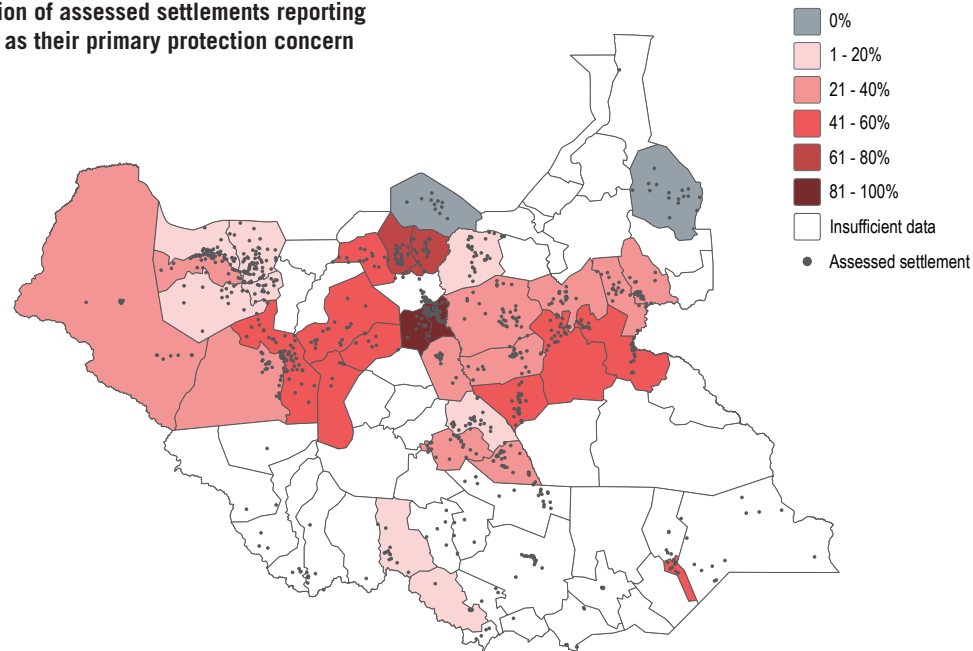 of assessed settlements reporting
as their primary protection concern
0%
1 - 20%
21 - 40%
41 - 60%
61 - 80%
81 - 100%
Insufficient data
Assessed settlement